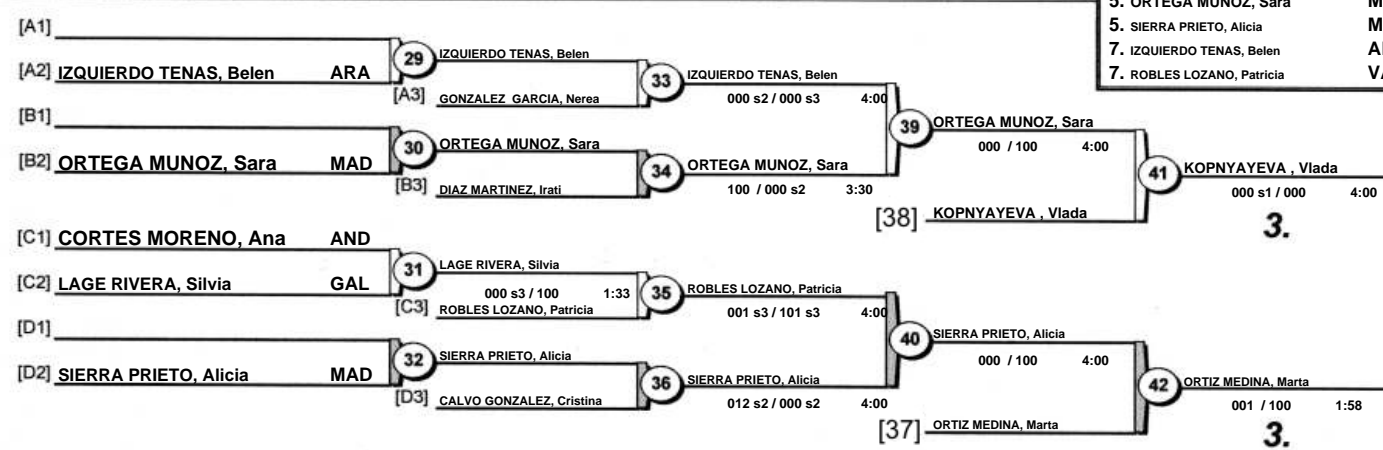 5. ORTEGA MUNOZ, Sara
5. SIERRA PRIETO, Alicia
7. IZQUIERDO TENAS, Belen
7. ROBLES LOZANO, Patricia
[A1]
[A2] IZQUIERDO TENAS, Belen ARA
29
IZQUIERDO TENAS, Belen
[A3] GONZALEZ GARCIA, Nerea
33
IZQUIERDO TENAS, Belen
000 s2 / 000 s3 4:00
[B1]
[B2] ORTEGA MUNOZ, Sara MAD
30
ORTEGA MUNOZ, Sara
[B3] DIAZ MARTINEZ, Irati
34
ORTEGA MUNOZ, Sara
100 / 000 s2 3:30
39
ORTEGA MUNOZ, Sara
000 / 100 4:00
[38] KOPNYAYEVA , Vlada
41
KOPNYAYEVA , Vlada
000 s1 / 000 4:00
3.
[C1] CORTES MORENO, Ana AND
[C2] LAGE RIVERA, Silvia GAL
31
LAGE RIVERA, Silvia
000 s3 / 100 1:33
[C3] ROBLES LOZANO, Patricia
35
ROBLES LOZANO, Patricia
001 s3 / 101 s3 4:00
[D1]
[D2] SIERRA PRIETO, Alicia MAD
32
SIERRA PRIETO, Alicia
[D3] CALVO GONZALEZ, Cristina
36
SIERRA PRIETO, Alicia
012 s2 / 000 s2 4:00
40
SIERRA PRIETO, Alicia
000 / 100 4:00
[37] ORTIZ MEDINA, Marta
42
ORTIZ MEDINA, Marta
001 / 100 1:58
3.